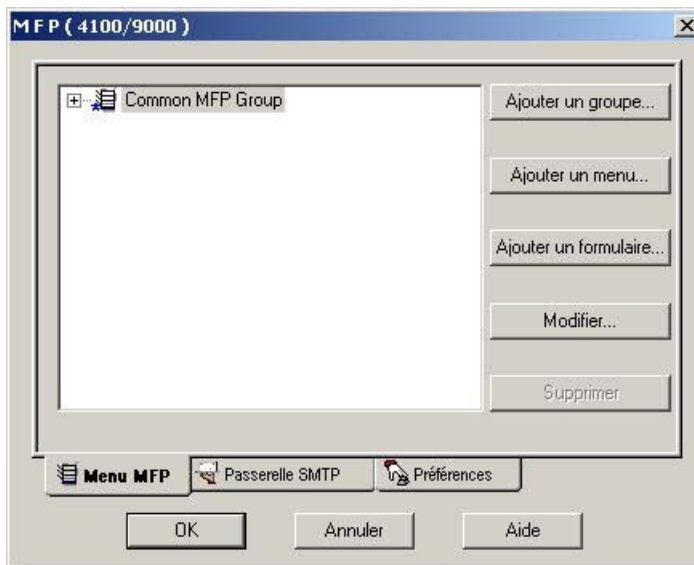 MFP(4100/9000)
Common MFP Group
Ajouter un groupe...
Ajouter un menu...
Ajouter un formulaire...
Modifier...
Supprimer
Menu MFP
Passerelle SMTP
Préférences
OK
Annuler
Aide